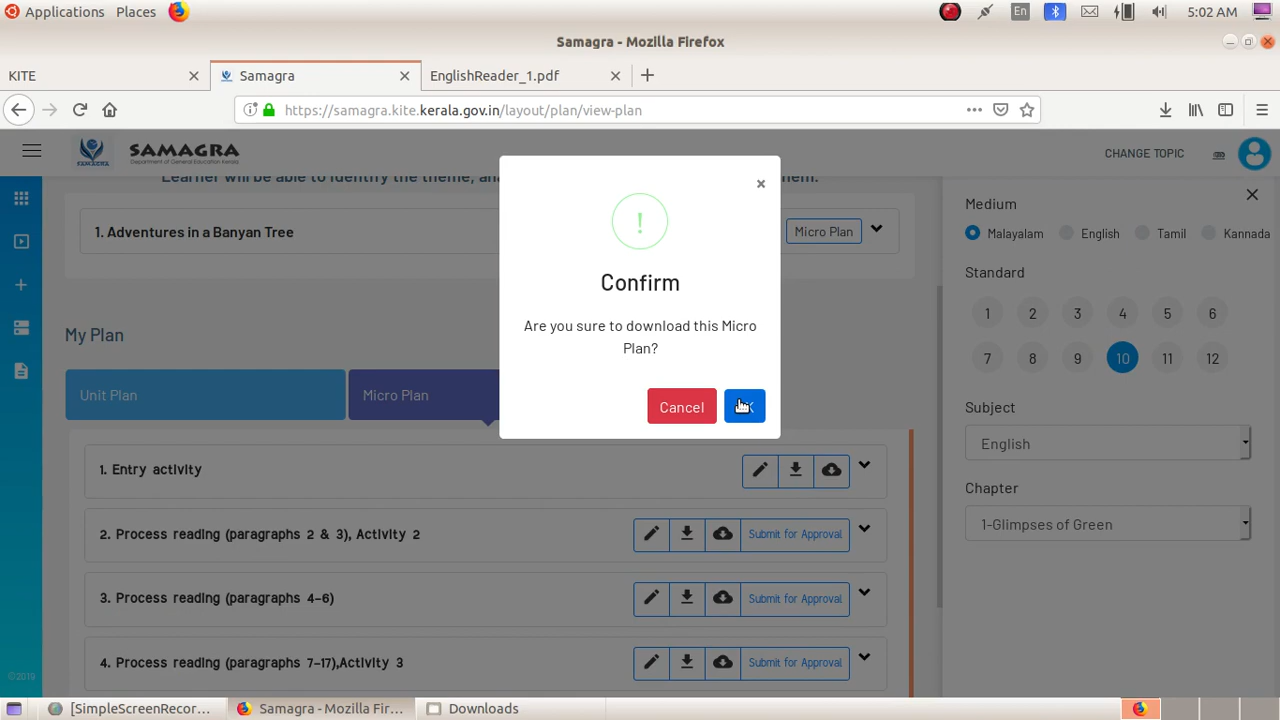 Applications Places En 5:02 AM
Samagra - Mozilla Firefox
KITE Samagra EnglishReader_1.pdf
https://samagra.kite.kerala.gov.in/layout/plan/view-plan
SAMAGRA
Department of General Education Kerala
CHANGE TOPIC
Learner will be able to identify the theme, them.
1. Adventures in a Banyan Tree
Micro Plan
My Plan
Unit Plan
Micro Plan
1. Entry activity
2. Process reading (paragraphs 2 & 3), Activity 2
Submit for Approval
3. Process reading (paragraphs 4-6)
Submit for Approval
4. Process reading (paragraphs 7-17),Activity 3
Submit for Approval
©2019
×
!
Confirm
Are you sure to download this Micro
Plan?
Cancel
Medium
Malayalam English Tamil Kannada
Standard
1 2 3 4 5 6
7 8 9 10 11 12
Subject
English
Chapter
1-Glimpses of Green
[SimpleScreenRecor... Samagra - Mozilla Fir... Downloads